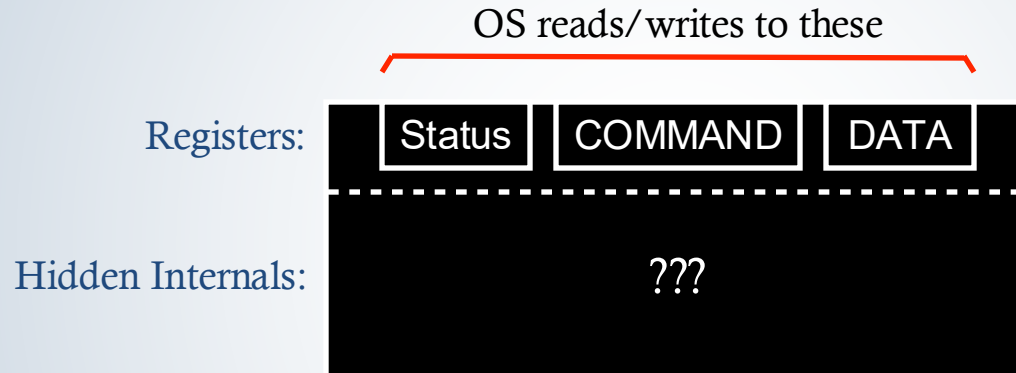 OS reads/writes to these
Registers: Status COMMAND DATA
Hidden Internals: ???